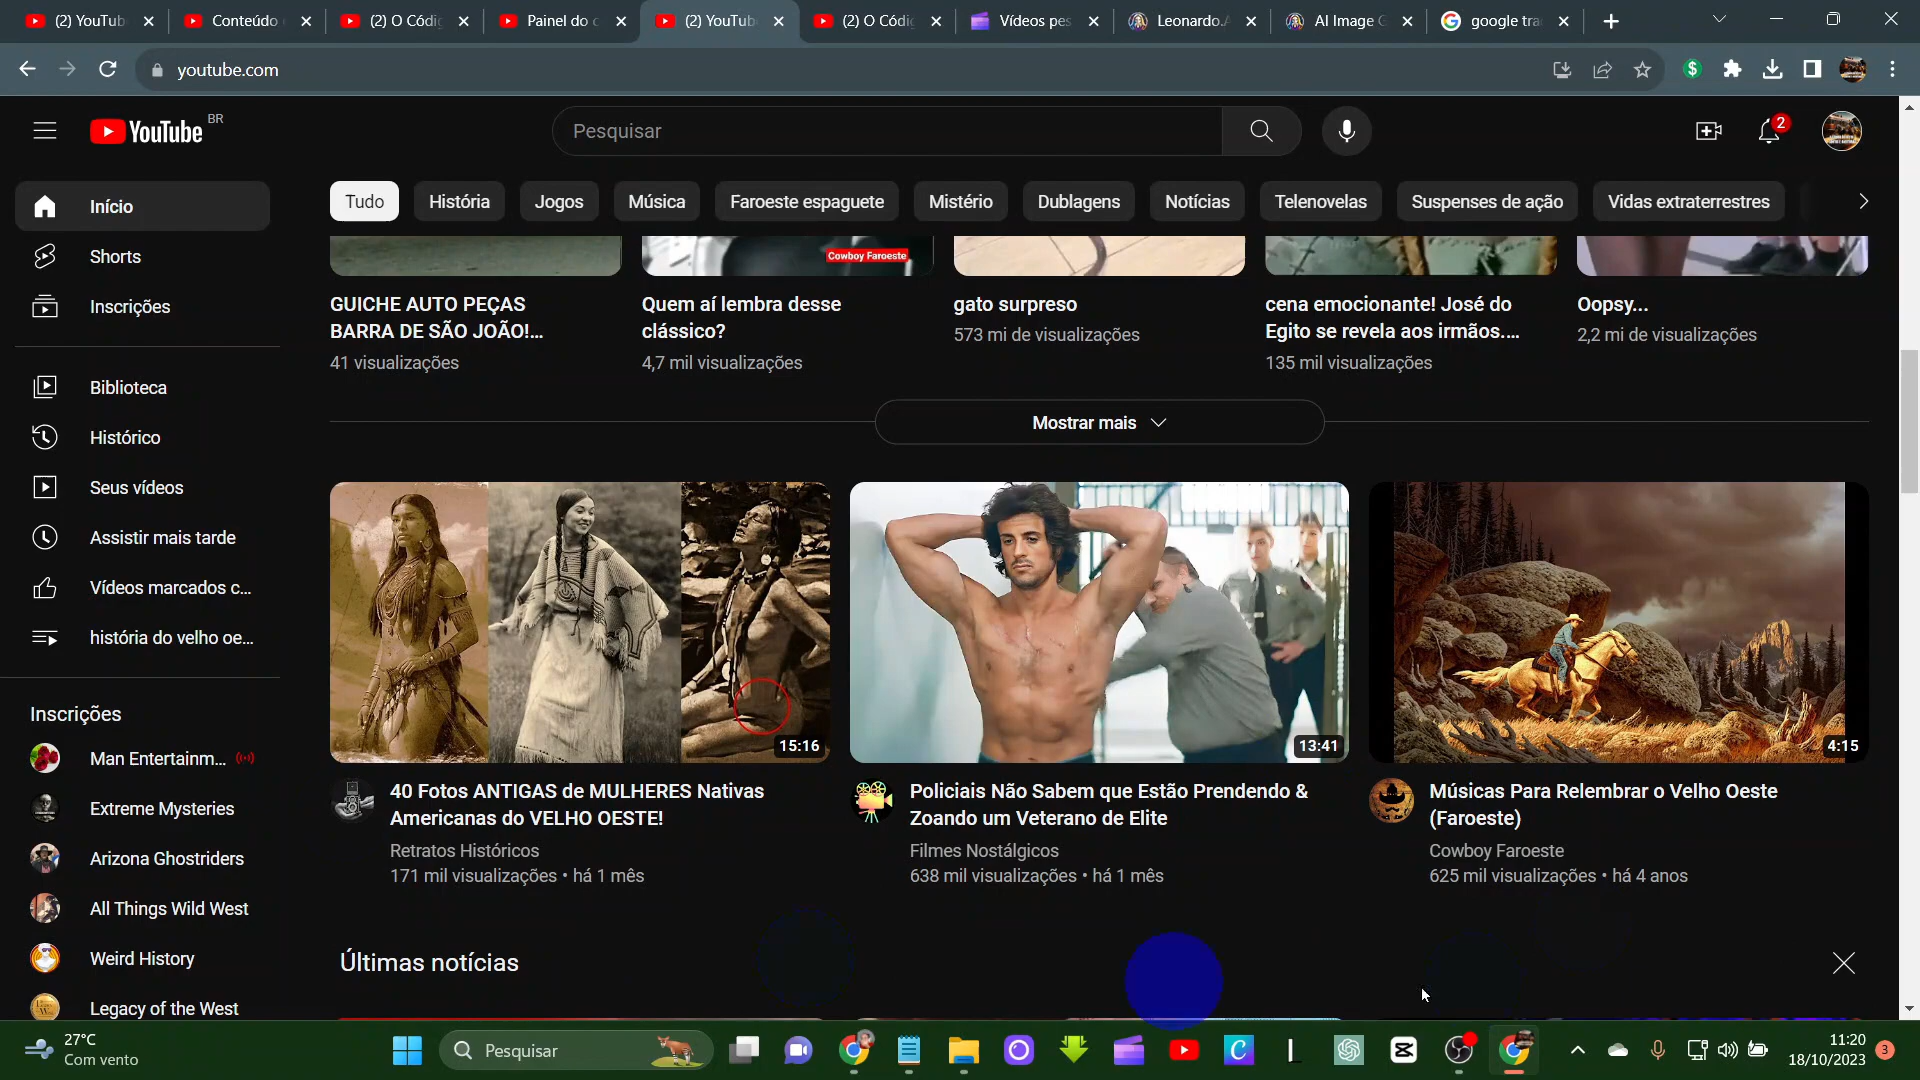 (2) YouTub
Conteúdo
(2) O Códi
Painel do c
(2) YouTub
(2) O Códi
Vídeos pes
Leonardo.A
AI Image G
google tra
youtube.com
YouTube BR
Pesquisar
2
Início
Shorts
Inscrições
Biblioteca
Histórico
Seus vídeos
Assistir mais tarde
Vídeos marcados c...
história do velho oe...
Inscrições
Man Entertainm...
Extreme Mysteries
Arizona Ghostriders
All Things Wild West
Weird History
Legacy of the West
Tudo
História
Jogos
Música
Faroeste espaguete
Mistério
Dublagens
Notícias
Telenovelas
Suspenses de ação
Vidas extraterrestres
Cowboy Faroeste
GUICHE AUTO PEÇAS
BARRA DE SÃO JOÃO!...
41 visualizações
Quem aí lembra desse
clássico?
4,7 mil visualizações
gato surpreso
573 mi de visualizações
cena emocionante! José do
Egito se revela aos irmãos....
135 mil visualizações
Oopsy...
2,2 mi de visualizações
Mostrar mais
15:16
40 Fotos ANTIGAS de MULHERES Nativas
Americanas do VELHO OESTE!
Retratos Históricos
171 mil visualizações • há 1 mês
13:41
Policiais Não Sabem que Estão Prendendo &
Zoando um Veterano de Elite
Filmes Nostálgicos
638 mil visualizações • há 1 mês
4:15
Músicas Para Relembrar o Velho Oeste
(Faroeste)
Cowboy Faroeste
625 mil visualizações • há 4 anos
Últimas notícias
27°C
Com vento
Pesquisar
11:20
18/10/2023
3